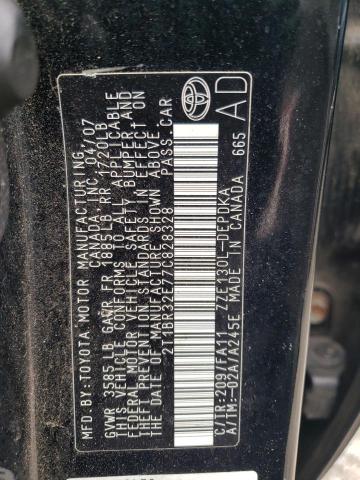 MFD.BY:TOYOTA MOTOR MANUFACTURING,
CANADA, INC. 04/07
GVWR 3585LB GAWR FR 1885LB RR 1720LB
THIS VEHICLE CONFORMS TO ALL APPLICABLE
FEDERAL MOTOR VEHICLE SAFETY, BUMPER, AND
THEFT PREVENTION STANDARDS IN EFFECT ON
THE DATE OF MANUFACTURE SHOWN ABOVE.
2T1BR32E77C828328 PASS. CAR
C/TR:209/FA11 ZZE130L-DEPDKA
A/TM:-02A/A245E MADE IN CANADA 665
AD